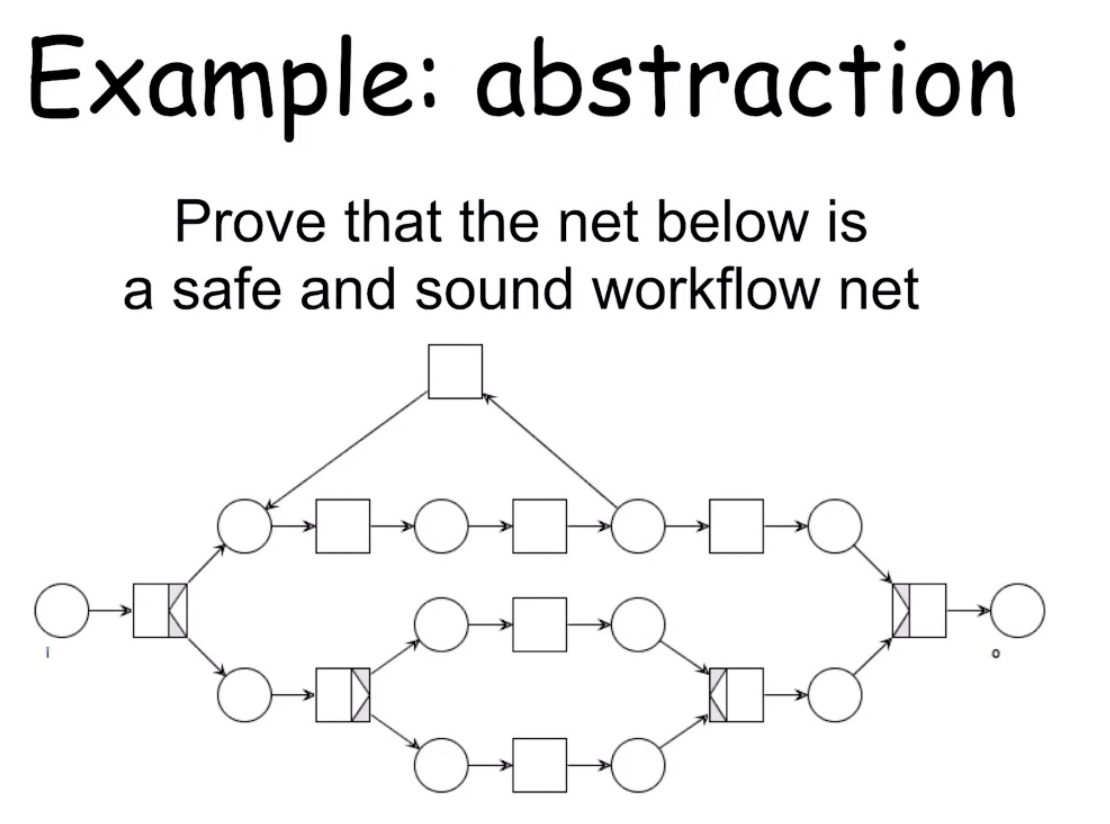 Example: abstraction
Prove that the net below is
a safe and sound workflow net
i
o